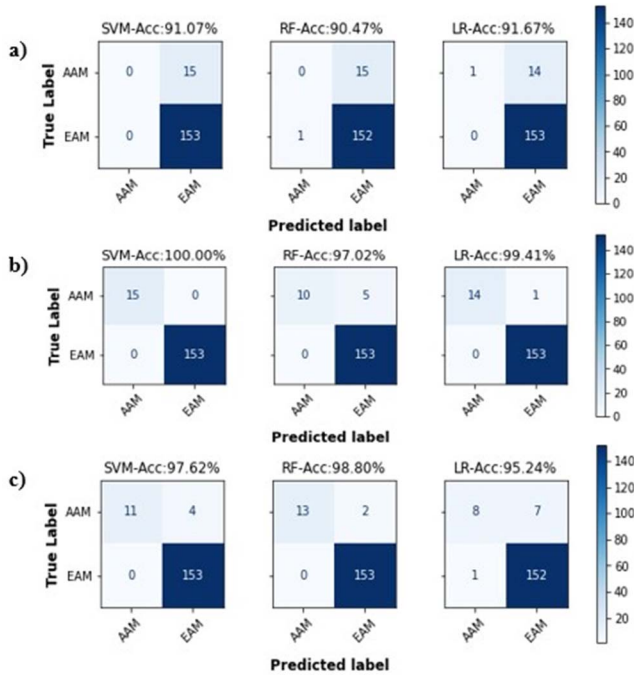 a)
SVM-Acc:91.07% RF-Acc:90.47% LR-Acc:91.67%
True Label
AAM 0 15 0 15 1 14
EAM 0 153 1 152 0 153
AAM EAM AAM EAM AAM EAM
Predicted label
140
120
100
80
60
40
20
0
b)
SVM-Acc:100.00% RF-Acc:97.02% LR-Acc:99.41%
True Label
AAM 15 0 10 5 14 1
EAM 0 153 0 153 0 153
AAM EAM AAM EAM AAM EAM
Predicted label
140
120
100
80
60
40
20
0
c)
SVM-Acc:97.62% RF-Acc:98.80% LR-Acc:95.24%
True Label
AAM 11 4 13 2 8 7
EAM 0 153 0 153 1 152
AAM EAM AAM EAM AAM EAM
Predicted label
140
120
100
80
60
40
20